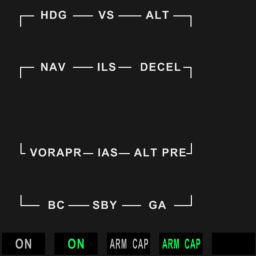 HDG VS ALT
NAV ILS DECEL
VORAPR IAS ALT PRE
BC SBY GA
ON ON ARM CAP ARM CAP